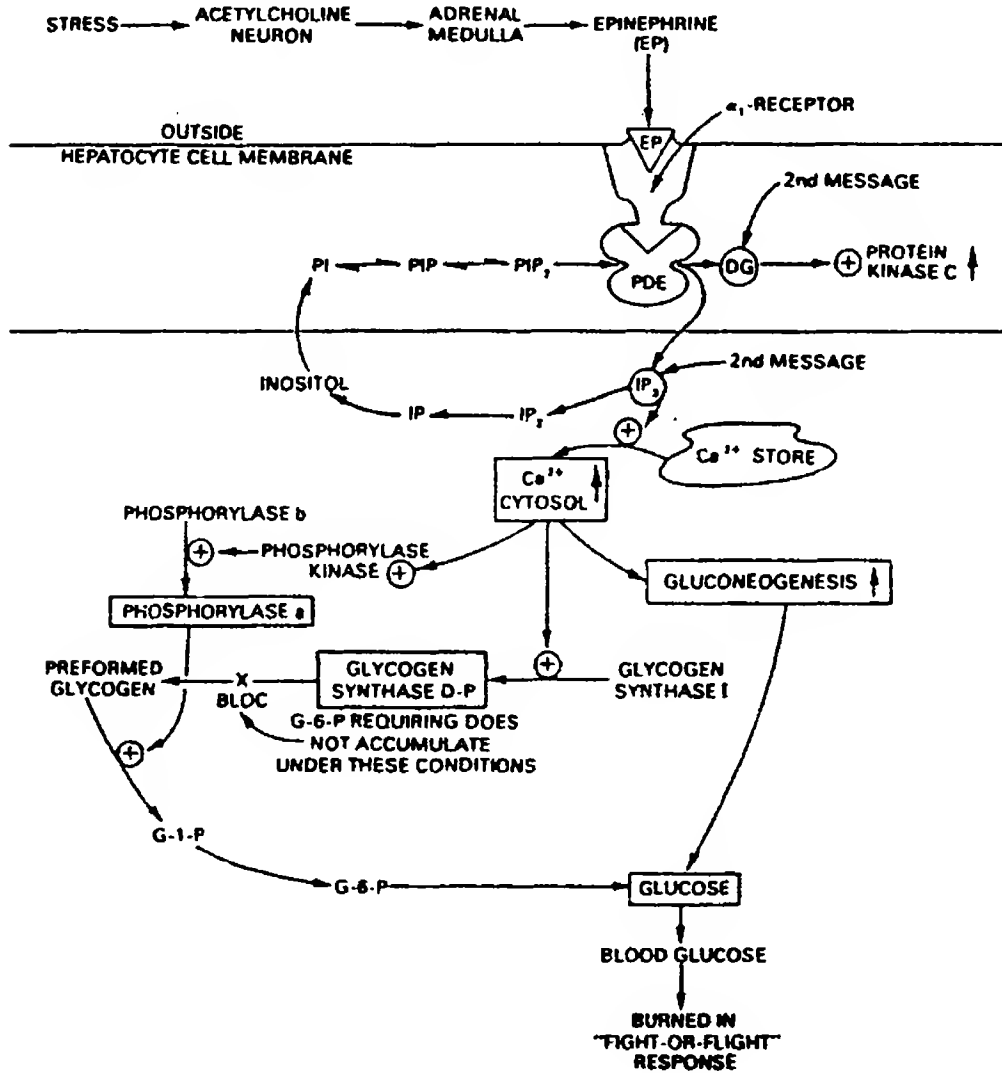 STRESS
ACETYLCHOLINE
NEURON
ADRENAL
MEDULLA
EPINEPHRINE
(EP)
α₁-RECEPTOR
OUTSIDE
EP
HEPATOCYTE CELL MEMBRANE
2nd MESSAGE
PI
PIP
PIP₂
PDE
DG
+
PROTEIN
KINASE C
2nd MESSAGE
INOSITOL
IP
IP₂
IP₃
+
Ca²⁺ STORE
Ca²⁺
CYTOSOL
PHOSPHORYLASE b
+
PHOSPHORYLASE
KINASE
+
GLUCONEOGENESIS
PHOSPHORYLASE a
+
PREFORMED
GLYCOGEN
X
BLOC
GLYCOGEN
SYNTHASE D-P
GLYCOGEN
SYNTHASE I
G-6-P REQUIRING DOES
NOT ACCUMULATE
UNDER THESE CONDITIONS
+
G-1-P
G-6-P
GLUCOSE
BLOOD GLUCOSE
BURNED IN
"FIGHT-OR-FLIGHT"
RESPONSE